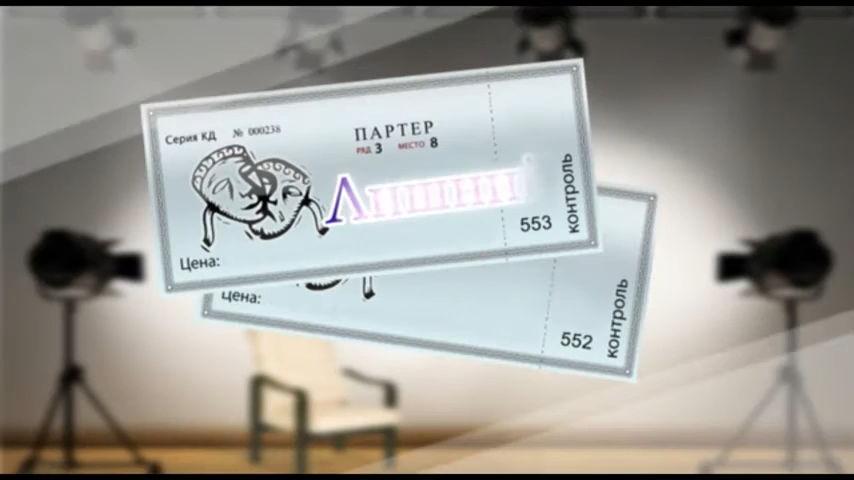 Серия КД № 000238
ПАРТЕР
РЯД 3 МЕСТО 8
Цена:
553
контроль
Цена:
552
контроль